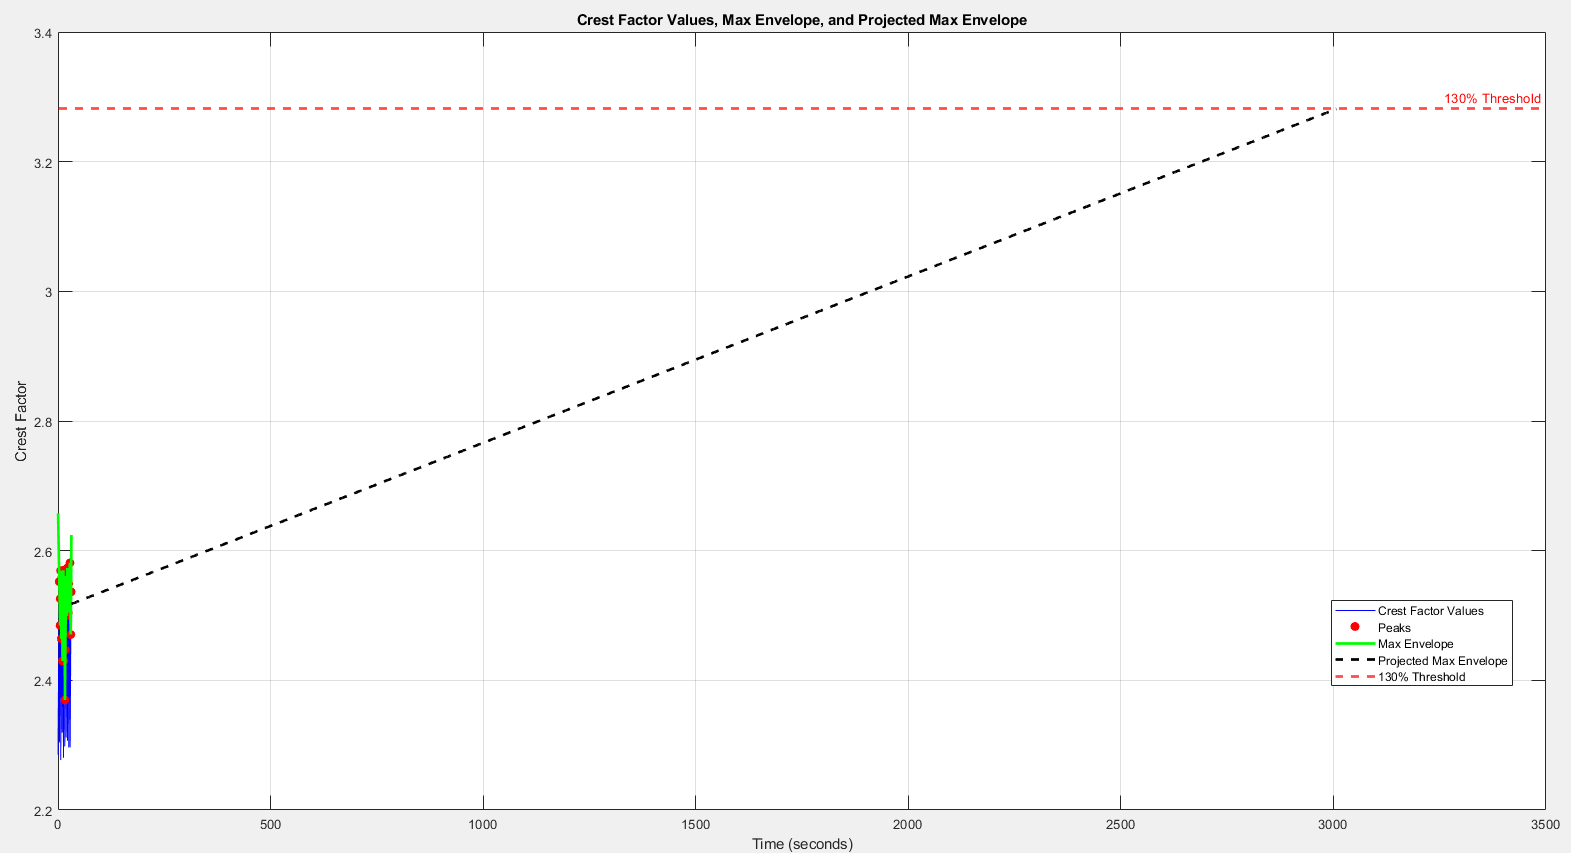 Crest Factor Values, Max Envelope, and Projected Max Envelope
3.4
130% Threshold
3.2
3
2.8
Crest Factor
2.6
2.4
2.2
Crest Factor Values
Peaks
Max Envelope
Projected Max Envelope
130% Threshold
0 500 1000 1500 2000 2500 3000 3500
Time (seconds)